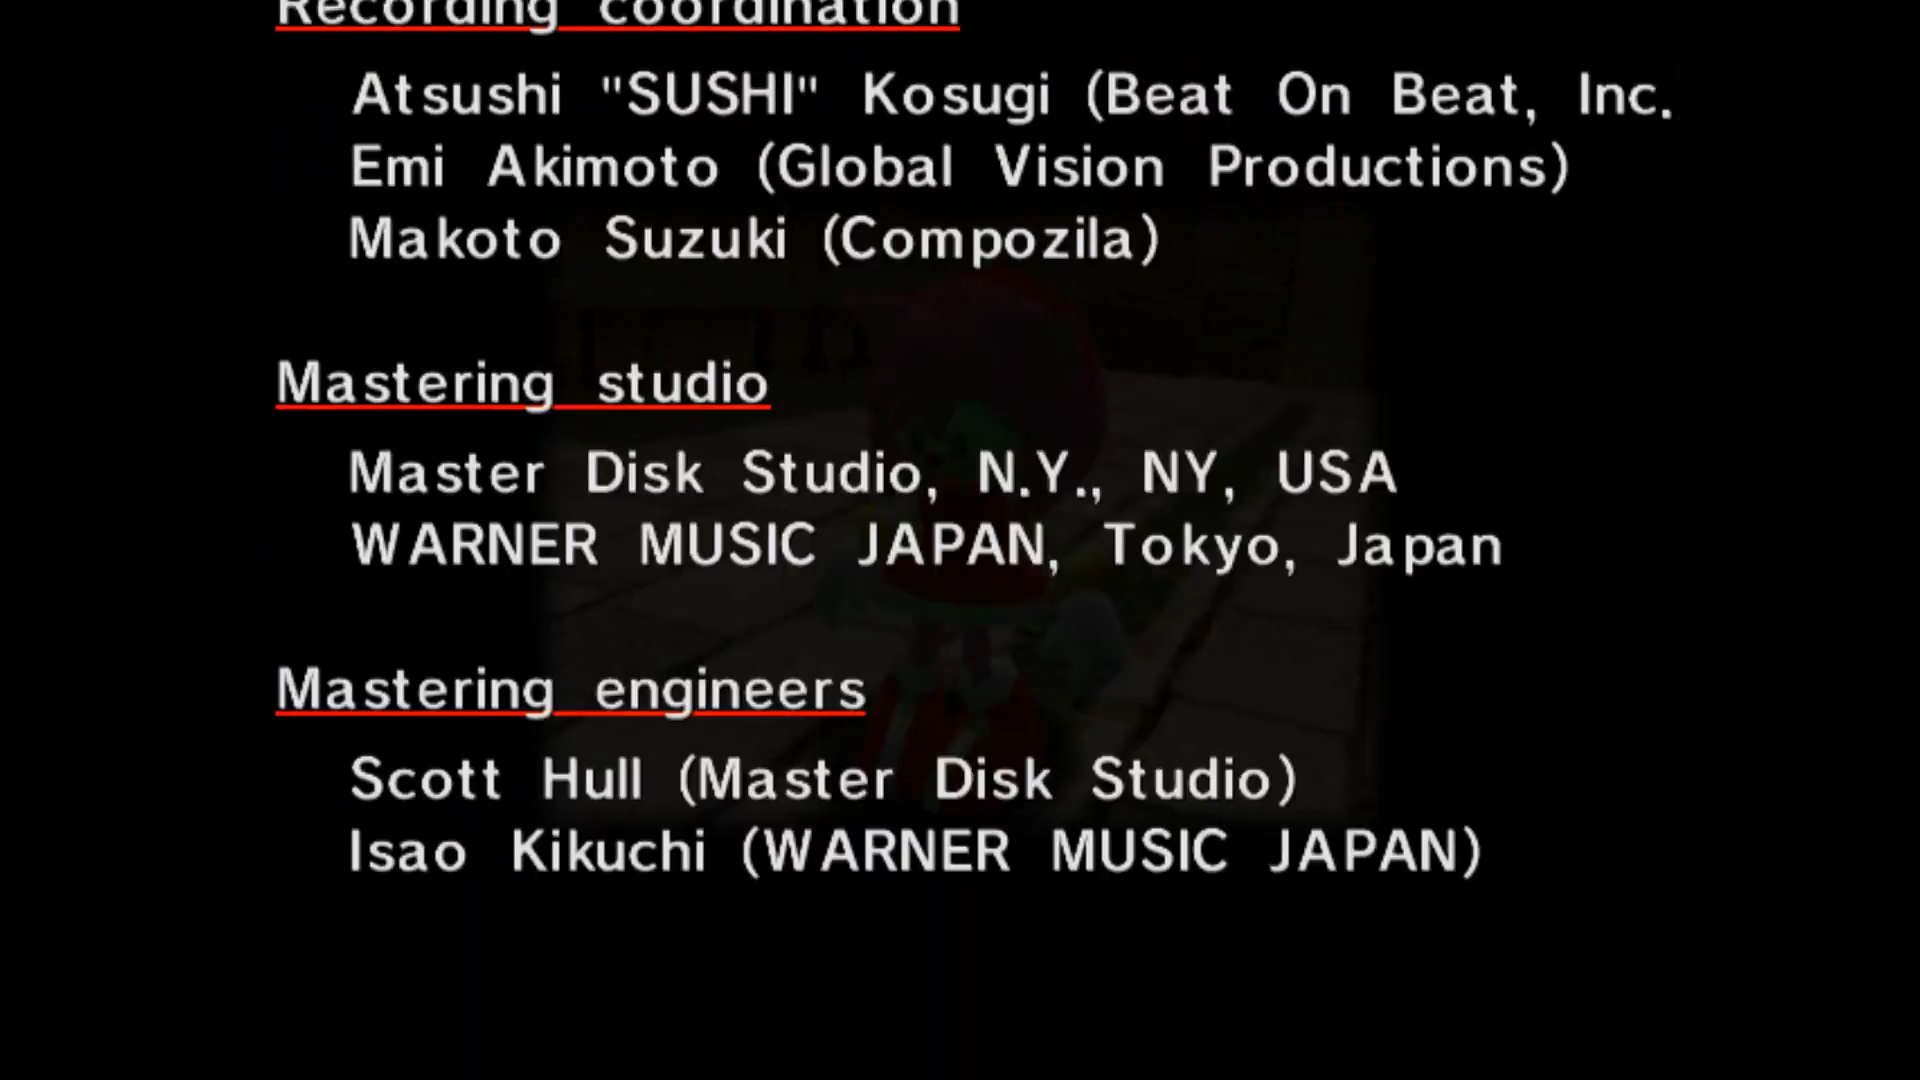 Recording coordination
Atsushi "SUSHI" Kosugi (Beat On Beat, Inc.
Emi Akimoto (Global Vision Productions)
Makoto Suzuki (Compozila)
Mastering studio
Master Disk Studio, N.Y., NY, USA
WARNER MUSIC JAPAN, Tokyo, Japan
Mastering engineers
Scott Hull (Master Disk Studio)
Isao Kikuchi (WARNER MUSIC JAPAN)